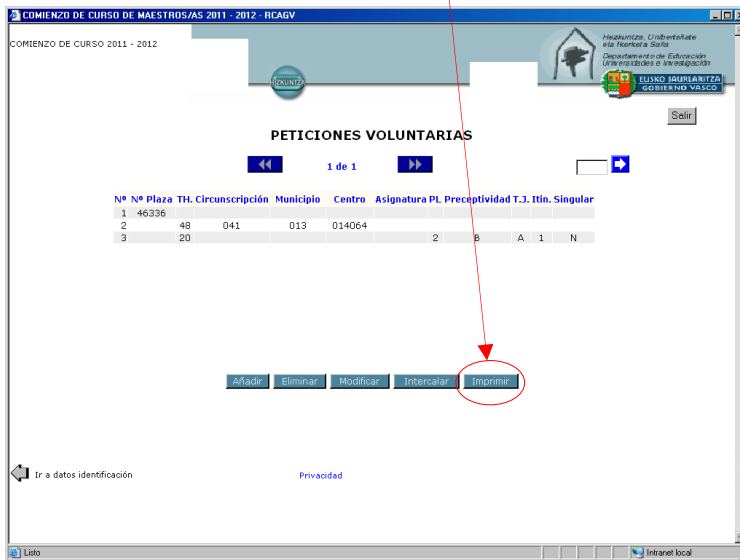 COMIENZO DE CURSO DE MAESTROS/AS 2011 - 2012 - RCAGV
COMIENZO DE CURSO 2011 - 2012
Hezkuntza, Unibertsitate
eta Ikerketa Saila
Departamento de Educación
Universidades e Investigación
EUSKO JAURLARITZA
GOBIERNO VASCO
HIZKUNTZA
Salir
PETICIONES VOLUNTARIAS
1 de 1
Nº Nº Plaza TH. Circunscripción Municipio Centro Asignatura PL Preceptividad T.J. Itin. Singular
1 46336
2 48 041 013 014064
3 20 2 B A 1 N
Añadir Eliminar Modificar Intercalar Imprimir
Ir a datos identificación
Privacidad
Listo
Intranet local